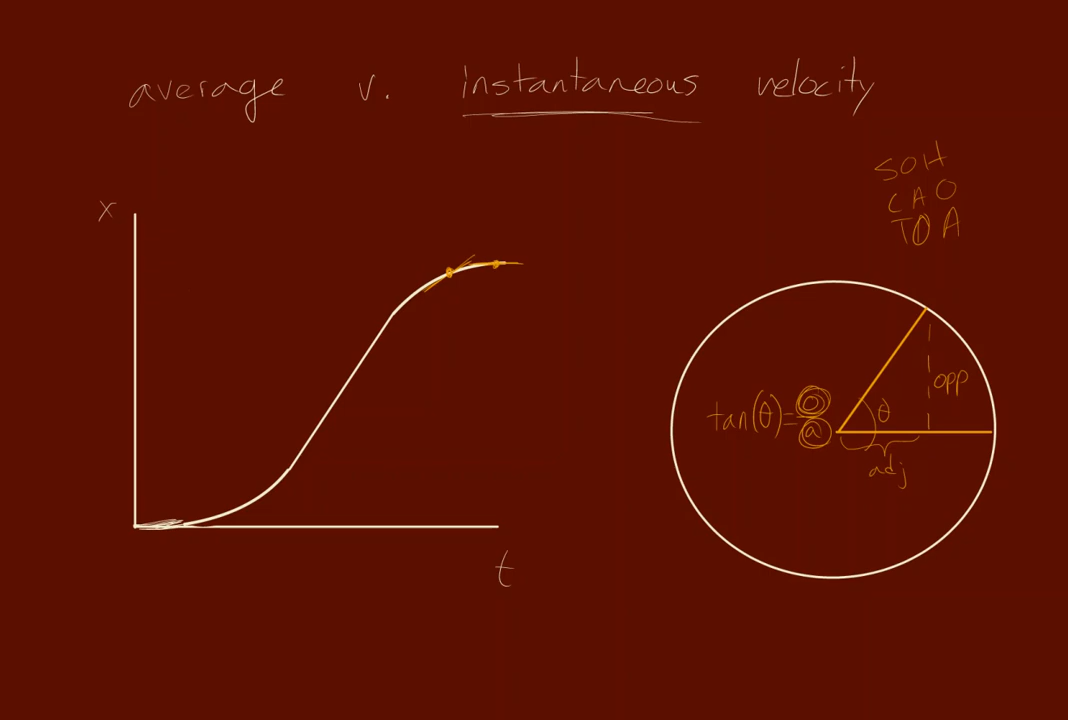 average v. instantaneous velocity
x
t
SOH
CAO
TOA
tan(θ)=o/a
θ
opp
adj